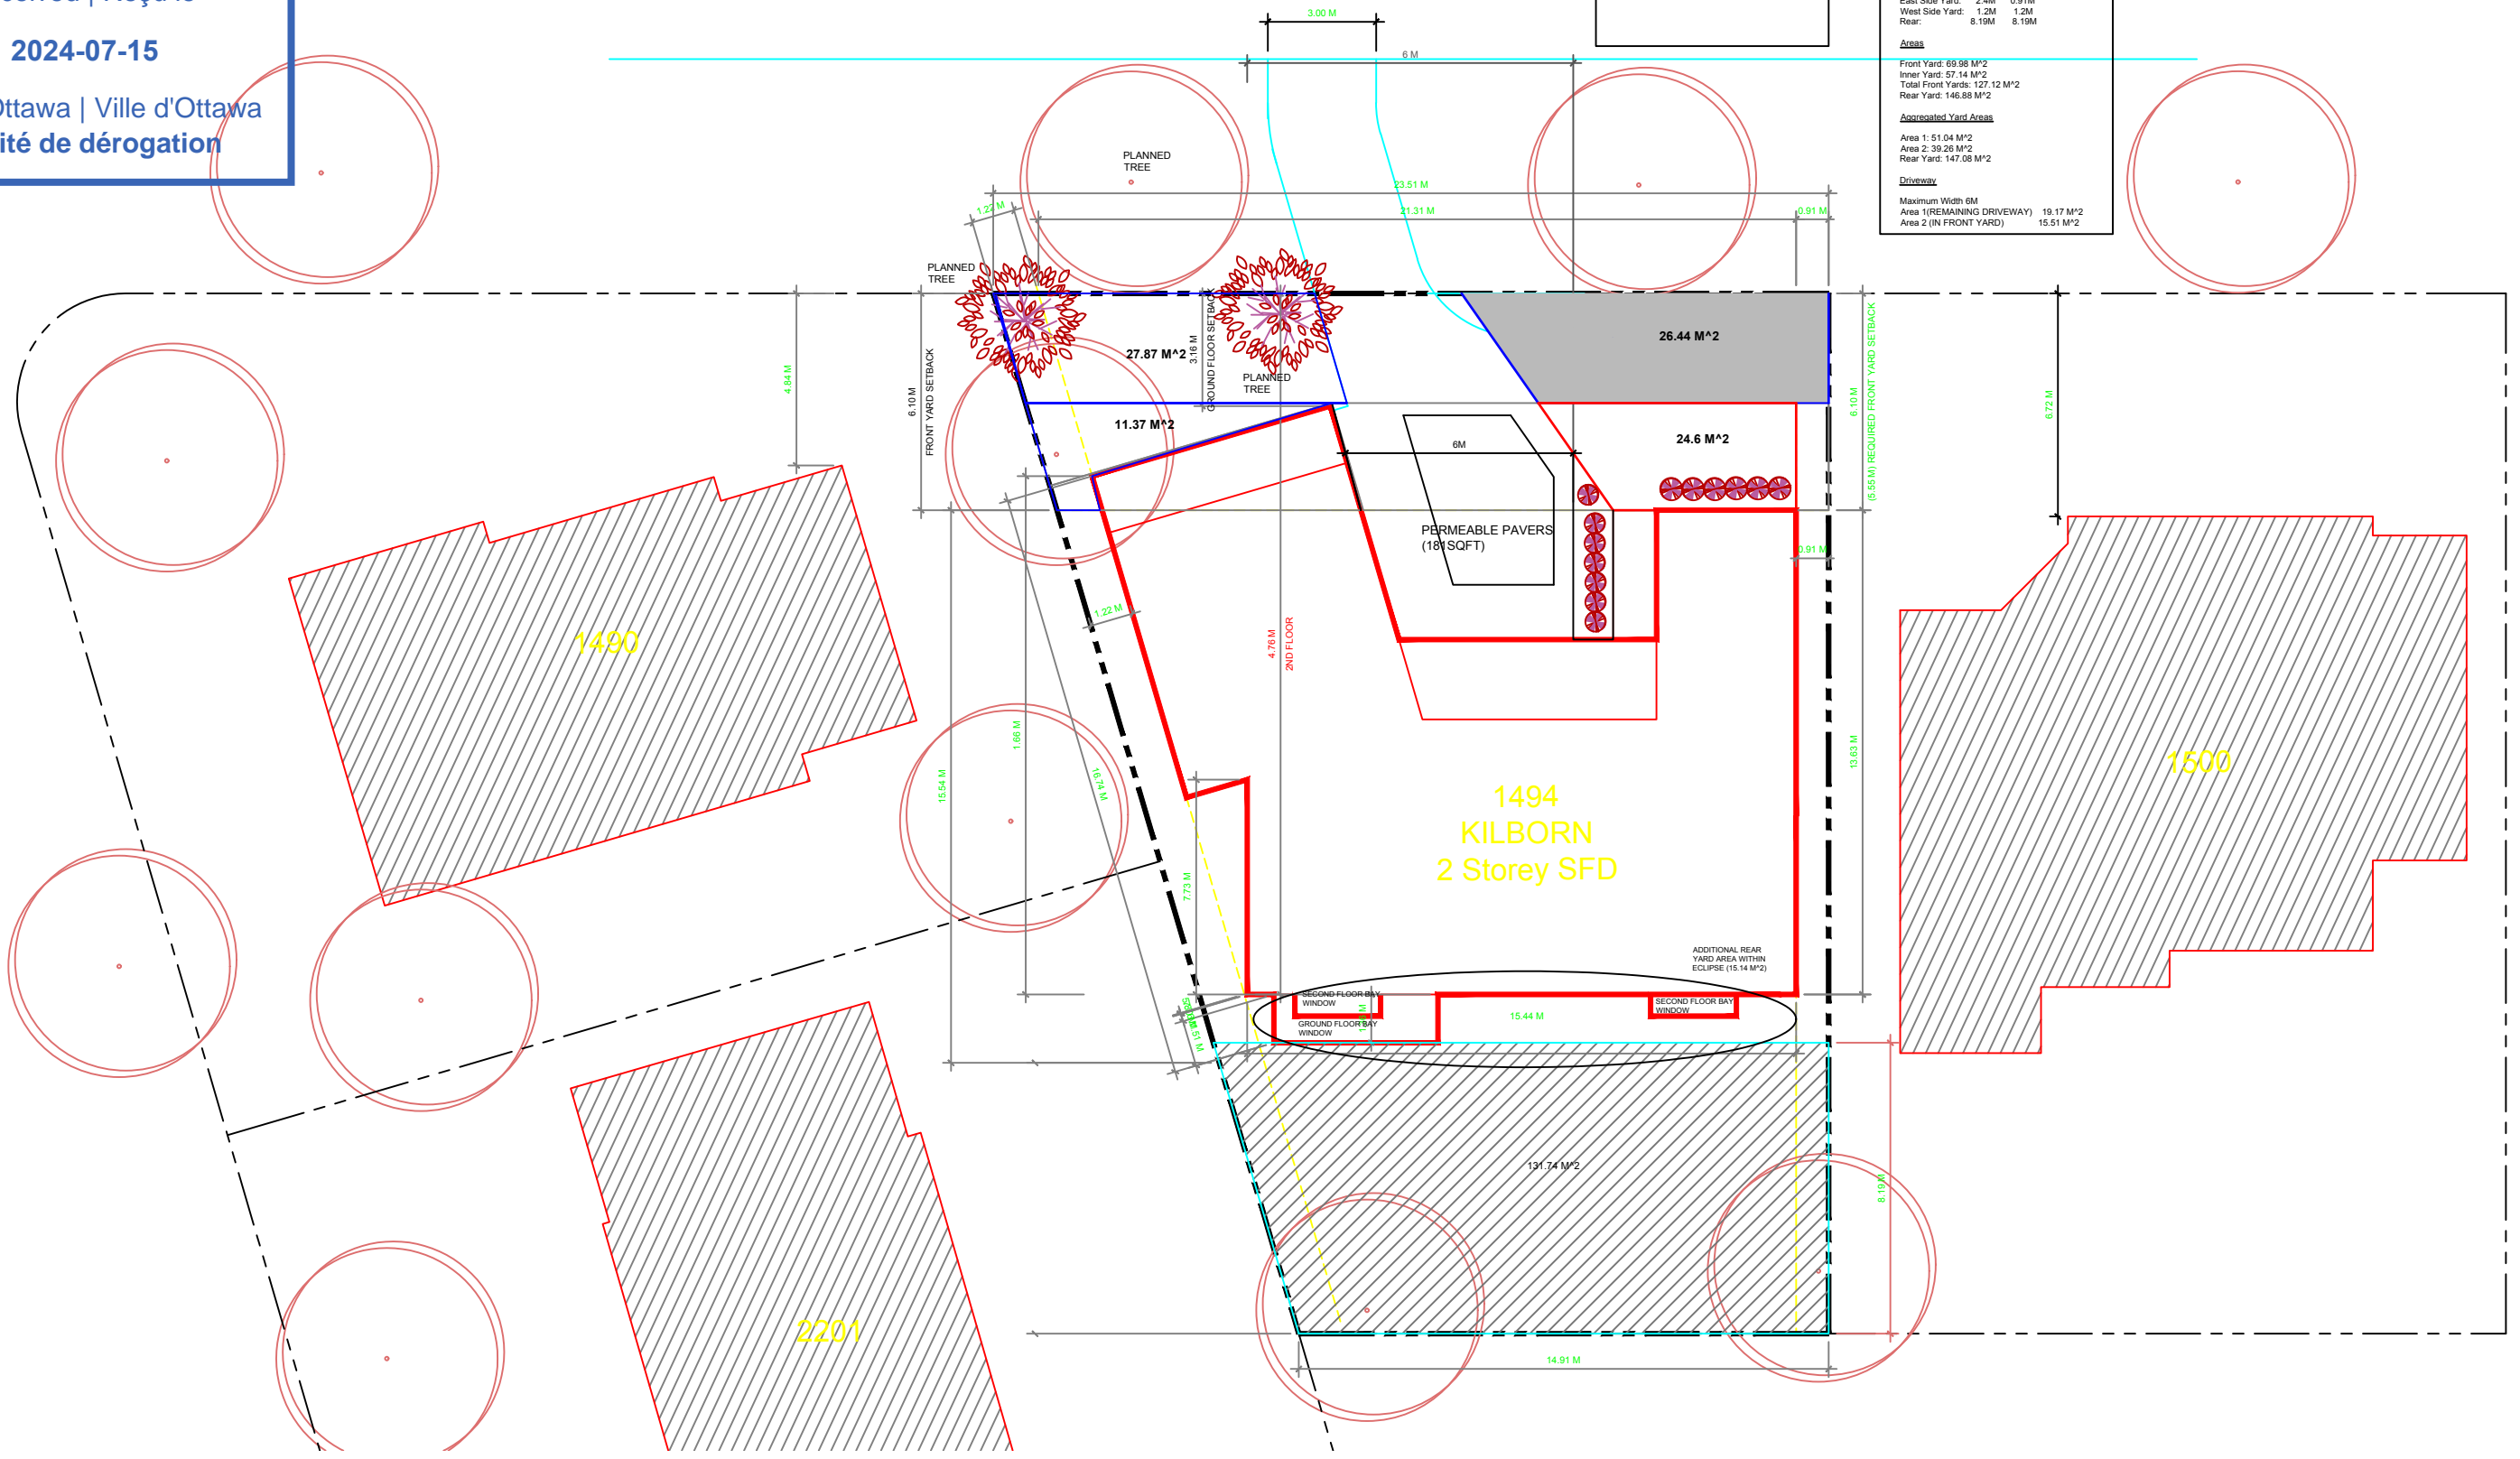 2024-07-15
Ottawa | Ville d'Ottawa
ité de dérogation
3.00 M
6 M
East Side Yard: 2.4M 0.91M
West Side Yard: 1.2M 1.2M
Rear: 8.19M 8.19M
Areas
Front Yard: 69.98 M^2
Inner Yard: 57.14 M^2
Total Front Yards: 127.12 M^2
Rear Yard: 146.88 M^2
Aggregated Yard Areas
Area 1: 51.04 M^2
Area 2: 39.26 M^2
Rear Yard: 147.08 M^2
Driveway
Maximum Width 6M
Area 1(REMAINING DRIVEWAY) 19.17 M^2
Area 2 (IN FRONT YARD) 15.51 M^2
PLANNED
TREE
23.51 M
1.22 M
21.31 M
0.91 M
PLANNED
TREE
4.84 M
6.10 M
FRONT YARD SETBACK
27.87 M^2
3.16 M
GROUND FLOOR SETBACK
PLANNED
TREE
26.44 M^2
6.10 M
(6.55M) REQUIRED FRONT YARD SETBACK
6.72 M
11.37 M^2
6M
24.6 M^2
PERMEABLE PAVERS
(181SQFT)
0.91 M
1.22 M
1490
4.76 M
2ND FLOOR
1.66 M
15.54 M
16.74 M
13.63 M
1500
1494
KILBORN
2 Storey SFD
7.73 M
ADDITIONAL REAR
YARD AREA WITHIN
ECLIPSE (15.14 M^2)
SECOND FLOOR BAY
WINDOW
GROUND FLOOR BAY
WINDOW
15.44 M
SECOND FLOOR BAY
WINDOW
131.74 M^2
8.19 M
2201
14.91 M